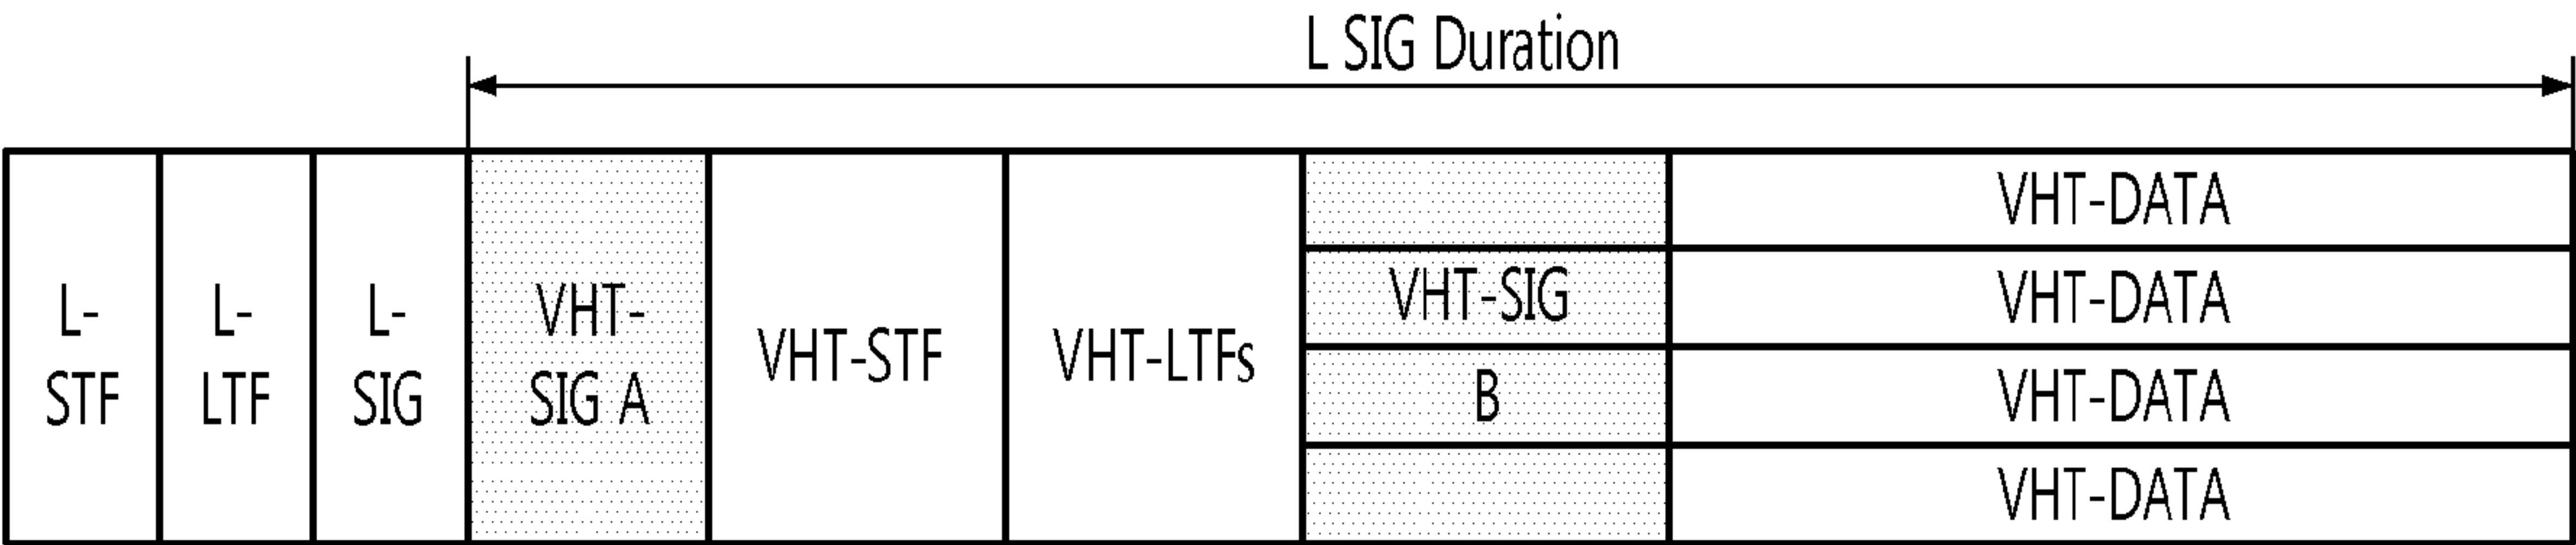 L SIG Duration
L-
STF
L-
LTF
L-
SIG
VHT-
SIG A
VHT-STF
VHT-LTFs
VHT-SIG
B
VHT-DATA
VHT-DATA
VHT-DATA
VHT-DATA